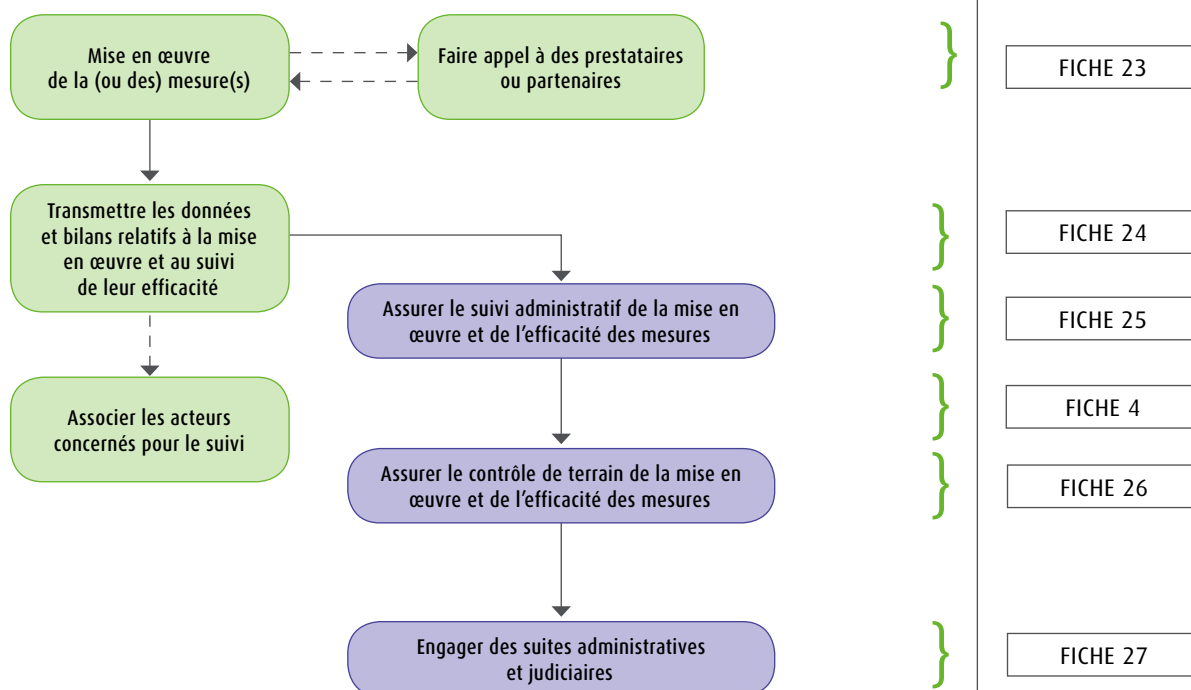 Mise en œuvre
de la (ou des) mesure(s)
Faire appel à des prestataires
ou partenaires
FICHE 23
Transmettre les données
et bilans relatifs à la mise
en œuvre et au suivi
de leur efficacité
FICHE 24
Assurer le suivi administratif de la mise en
œuvre et de l'efficacité des mesures
FICHE 25
Associer les acteurs
concernés pour le suivi
FICHE 4
Assurer le contrôle de terrain de la mise en
œuvre et de l'efficacité des mesures
FICHE 26
Engager des suites administratives
et judiciaires
FICHE 27